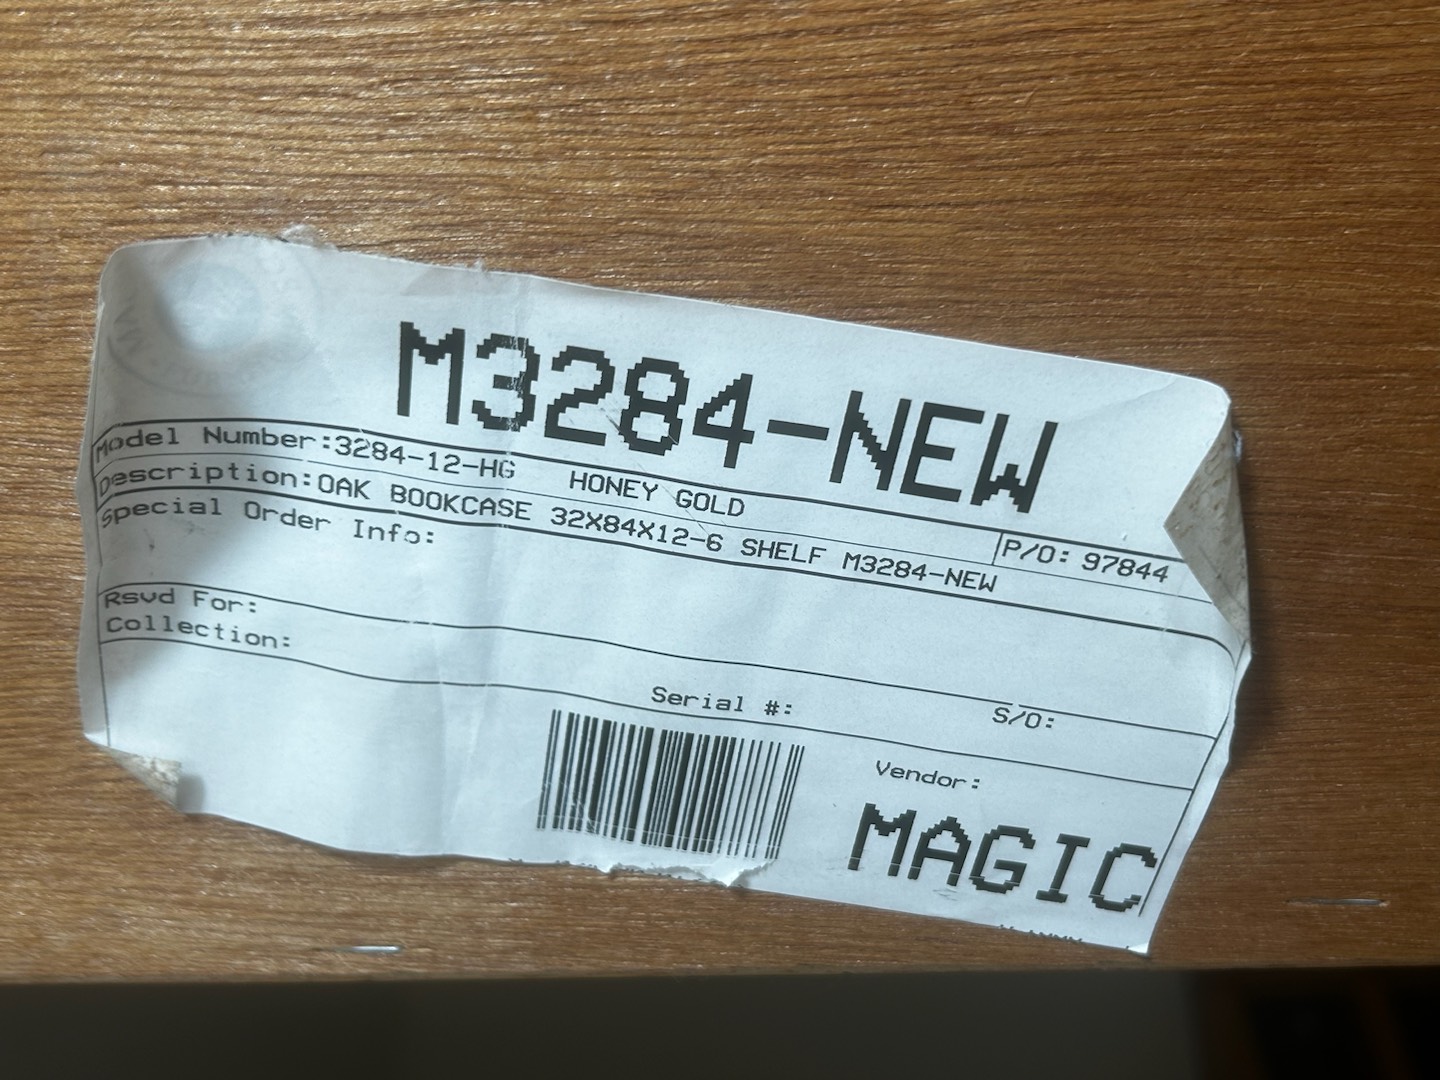 M3284-NEW
Model Number:3284-12-HG HONEY GOLD P/O: 97844
Description:OAK BOOKCASE 32X84X12-6 SHELF M3284-NEW
Special Order Info:
Rsvd For:
Collection:
Serial #: S/O:
Vendor:
MAGIC